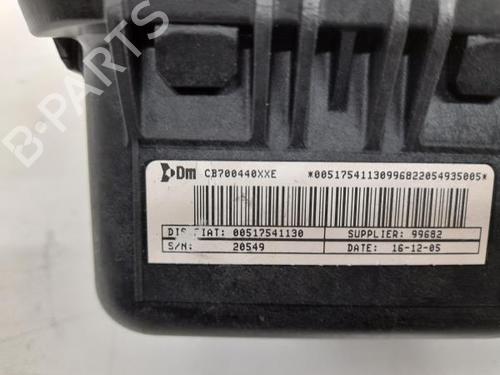 B-PARTS
Dm CB700440XXE *00517541130996822054935005*
DIS. FIAT: 00517541130 SUPPLIER: 99682
S/N: 20549 DATE: 16-12-05